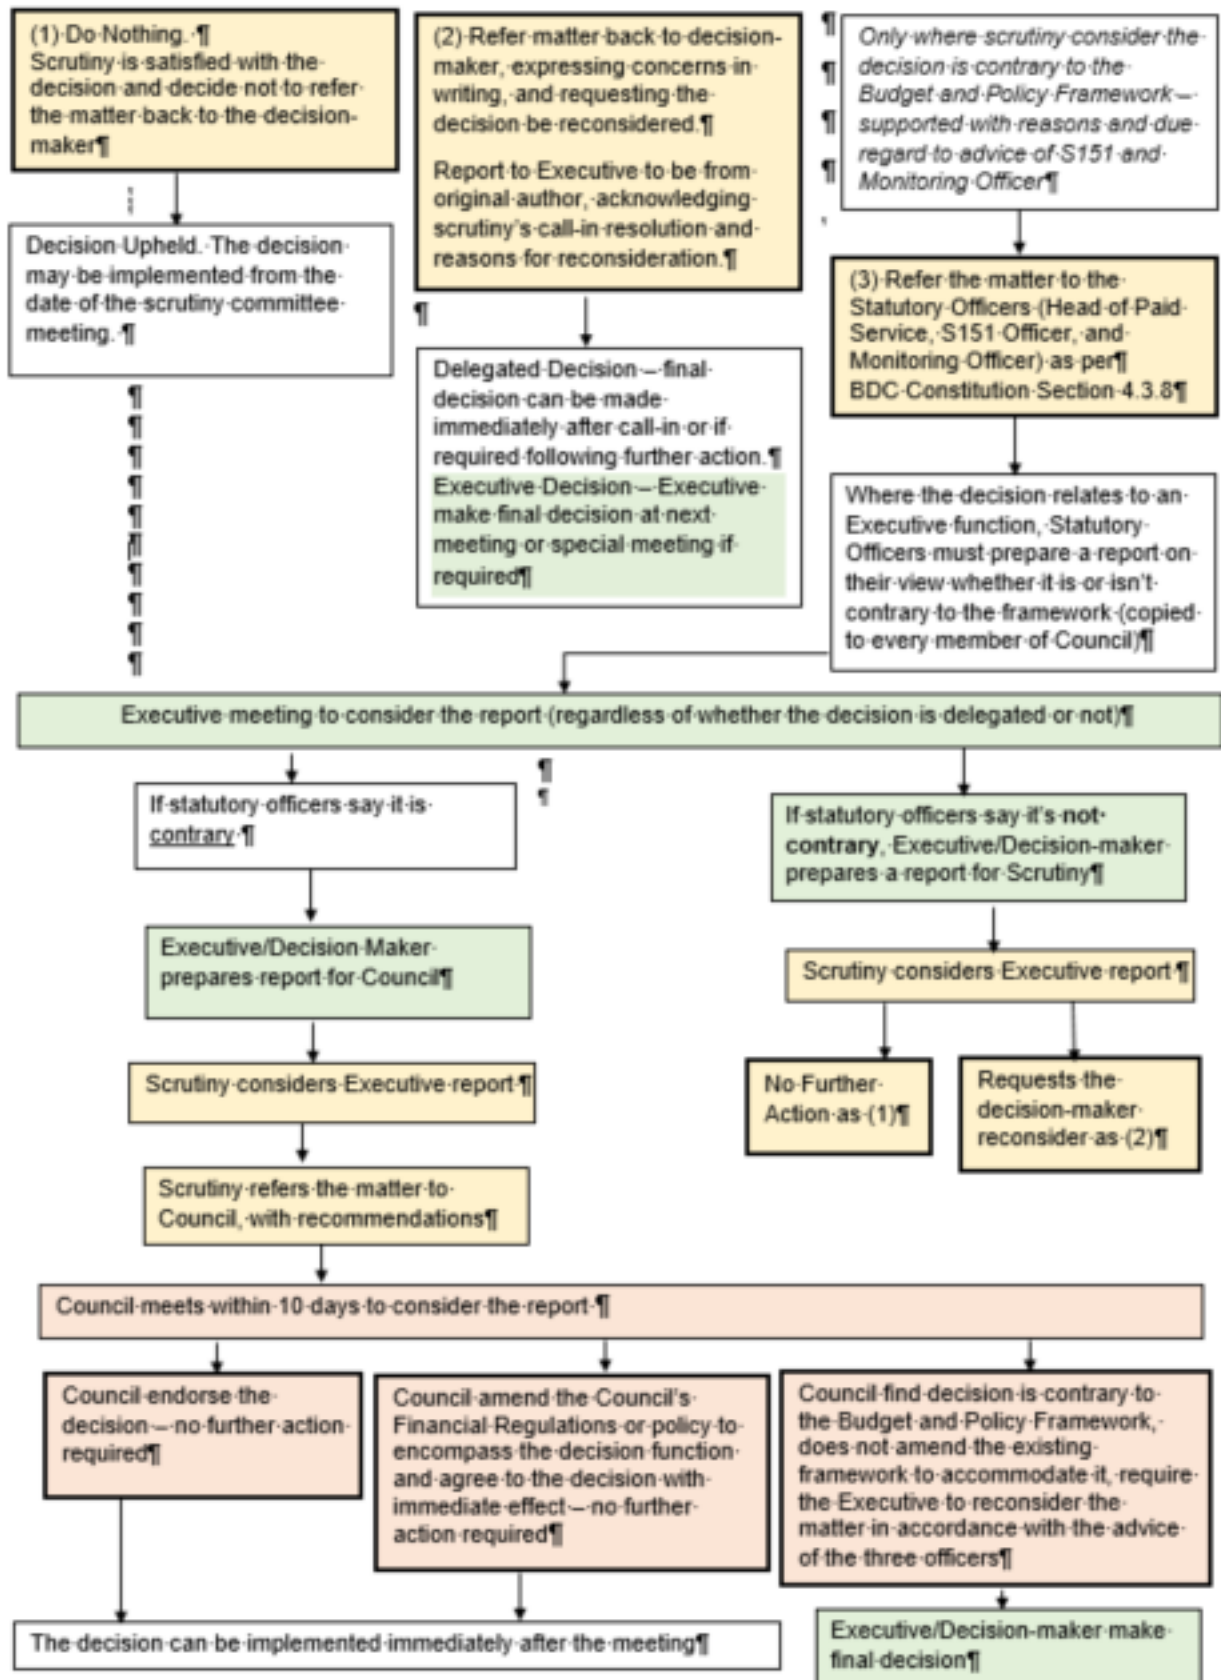 (1) Do Nothing. ¶
Scrutiny is satisfied with the
decision and decide not to refer
the matter back to the decision-
maker¶
Decision Upheld. The decision
may be implemented from the
date of the scrutiny committee
meeting. ¶
¶
¶
¶
¶
¶
¶
¶
¶
¶
¶
(2) Refer matter back to decision-
maker, expressing concerns in
writing, and requesting the
decision be reconsidered.¶
Report to Executive to be from
original author, acknowledging
scrutiny's call-in resolution and
reasons for reconsideration.¶
¶
Delegated Decision – final
decision can be made
immediately after call-in or if
required following further action.¶
Executive Decision – Executive
make final decision at next
meeting or special meeting if
required¶
¶
¶
¶
¶
Only where scrutiny consider the
decision is contrary to the
Budget and Policy Framework –
supported with reasons and due
regard to advice of S151 and
Monitoring Officer¶
(3) Refer the matter to the
Statutory Officers (Head of Paid
Service, S151 Officer, and
Monitoring Officer) as per¶
BDC Constitution Section 4.3.8¶
Where the decision relates to an
Executive function, Statutory
Officers must prepare a report on
their view whether it is or isn't
contrary to the framework (copied
to every member of Council)¶
Executive meeting to consider the report (regardless of whether the decision is delegated or not)¶
¶
¶
If statutory officers say it is
contrary ¶
Executive/Decision Maker
prepares report for Council¶
Scrutiny considers Executive report ¶
Scrutiny refers the matter to
Council, with recommendations¶
If statutory officers say it's not
contrary, Executive/Decision-maker
prepares a report for Scrutiny¶
Scrutiny considers Executive report ¶
No Further
Action as (1)¶
Requests the
decision-maker
reconsider as (2)¶
Council meets within 10 days to consider the report ¶
Council endorse the
decision – no further action
required¶
Council amend the Council's
Financial Regulations or policy to
encompass the decision function
and agree to the decision with
immediate effect – no further
action required¶
Council find decision is contrary to
the Budget and Policy Framework,
does not amend the existing
framework to accommodate it, require
the Executive to reconsider the
matter in accordance with the advice
of the three officers¶
The decision can be implemented immediately after the meeting¶
Executive/Decision-maker make
final decision¶